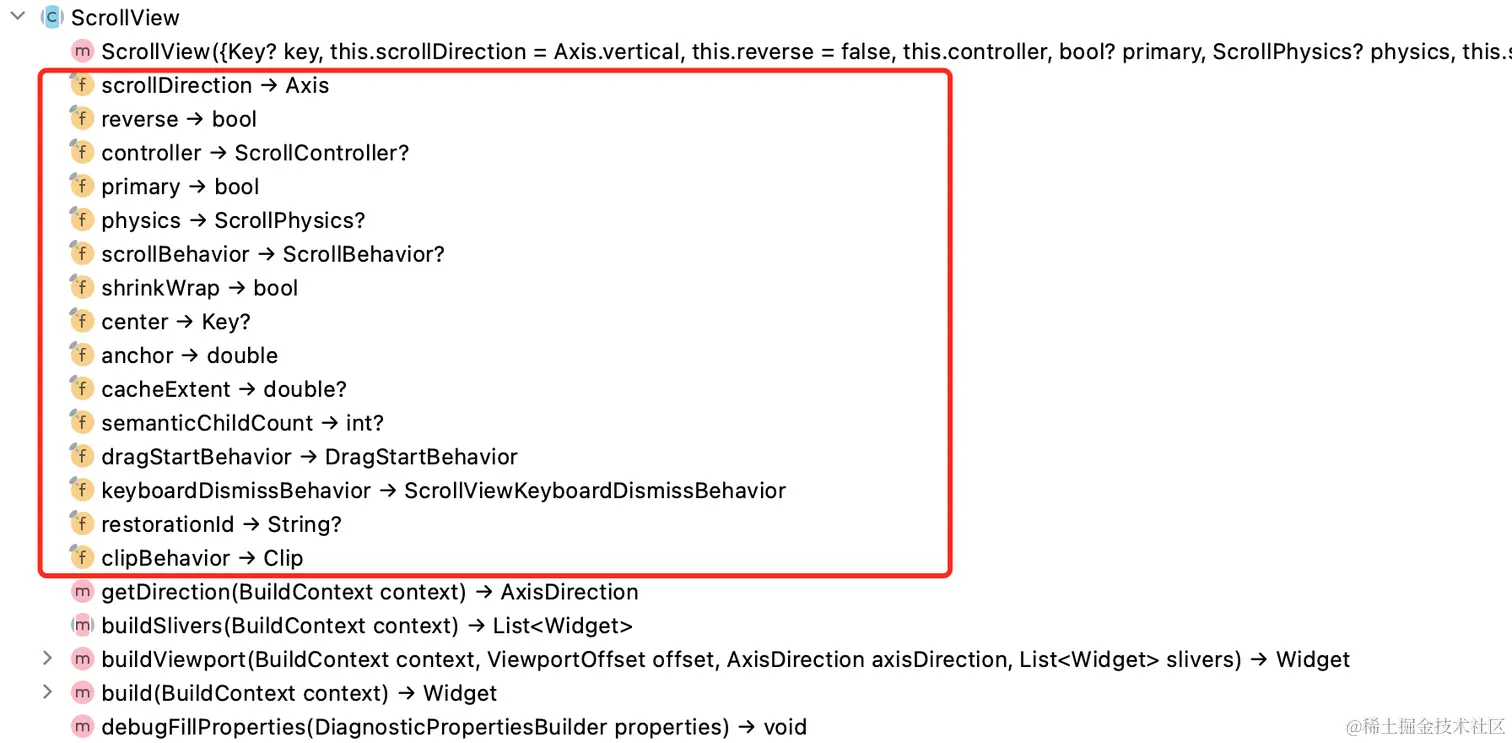 ScrollView
ScrollView({Key? key, this.scrollDirection = Axis.vertical, this.reverse = false, this.controller, bool? primary, ScrollPhysics? physics, this.s
scrollDirection → Axis
reverse → bool
controller → ScrollController?
primary → bool
physics → ScrollPhysics?
scrollBehavior → ScrollBehavior?
shrinkWrap → bool
center → Key?
anchor → double
cacheExtent → double?
semanticChildCount → int?
dragStartBehavior → DragStartBehavior
keyboardDismissBehavior → ScrollViewKeyboardDismissBehavior
restorationId → String?
clipBehavior → Clip
getDirection(BuildContext context) → AxisDirection
buildSlivers(BuildContext context) → List<Widget>
buildViewport(BuildContext context, ViewportOffset offset, AxisDirection axisDirection, List<Widget> slivers) → Widget
build(BuildContext context) → Widget
debugFillProperties(DiagnosticPropertiesBuilder properties) → void
@稀土掘金技术社区